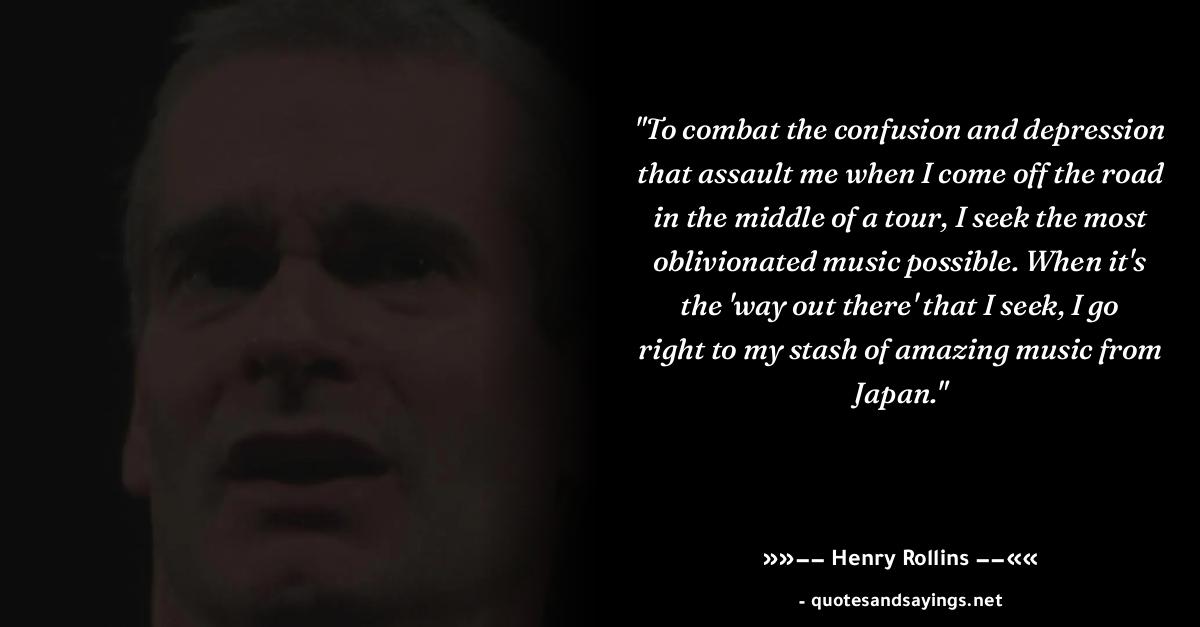 "To combat the confusion and depression
that assault me when I come off the road
in the middle of a tour, I seek the most
oblivionated music possible. When it's
the 'way out there' that I seek, I go
right to my stash of amazing music from
Japan."
»»–– Henry Rollins ––««
- quotesandsayings.net